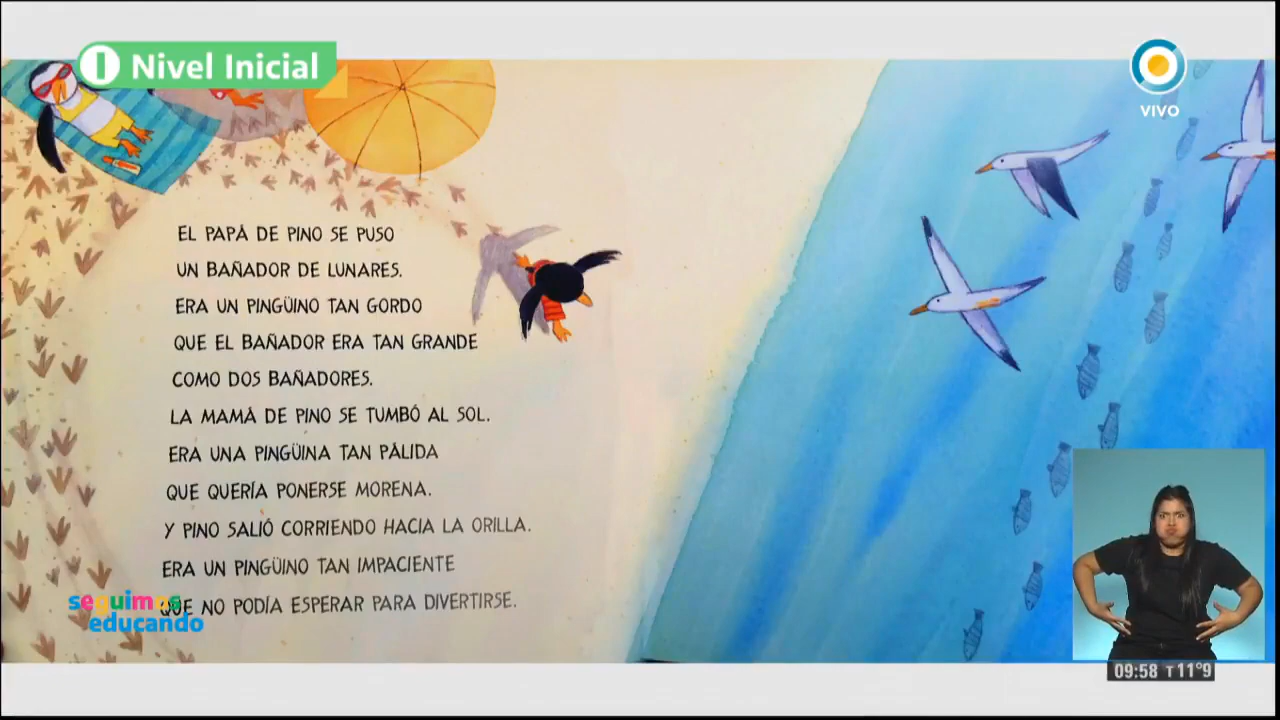 Nivel Inicial
VIVO
EL PAPÁ DE PINO SE PUSO
UN BAÑADOR DE LUNARES.
ERA UN PINGÜINO TAN GORDO
QUE EL BAÑADOR ERA TAN GRANDE
COMO DOS BAÑADORES.
LA MAMÁ DE PINO SE TUMBÓ AL SOL.
ERA UNA PINGÜINA TAN PÁLIDA
QUE QUERÍA PONERSE MORENA.
Y PINO SALIÓ CORRIENDO HACIA LA ORILLA.
ERA UN PINGÜINO TAN IMPACIENTE
QUE NO PODÍA ESPERAR PARA DIVERTIRSE.
seguimos
educando
09:58 T 11°9